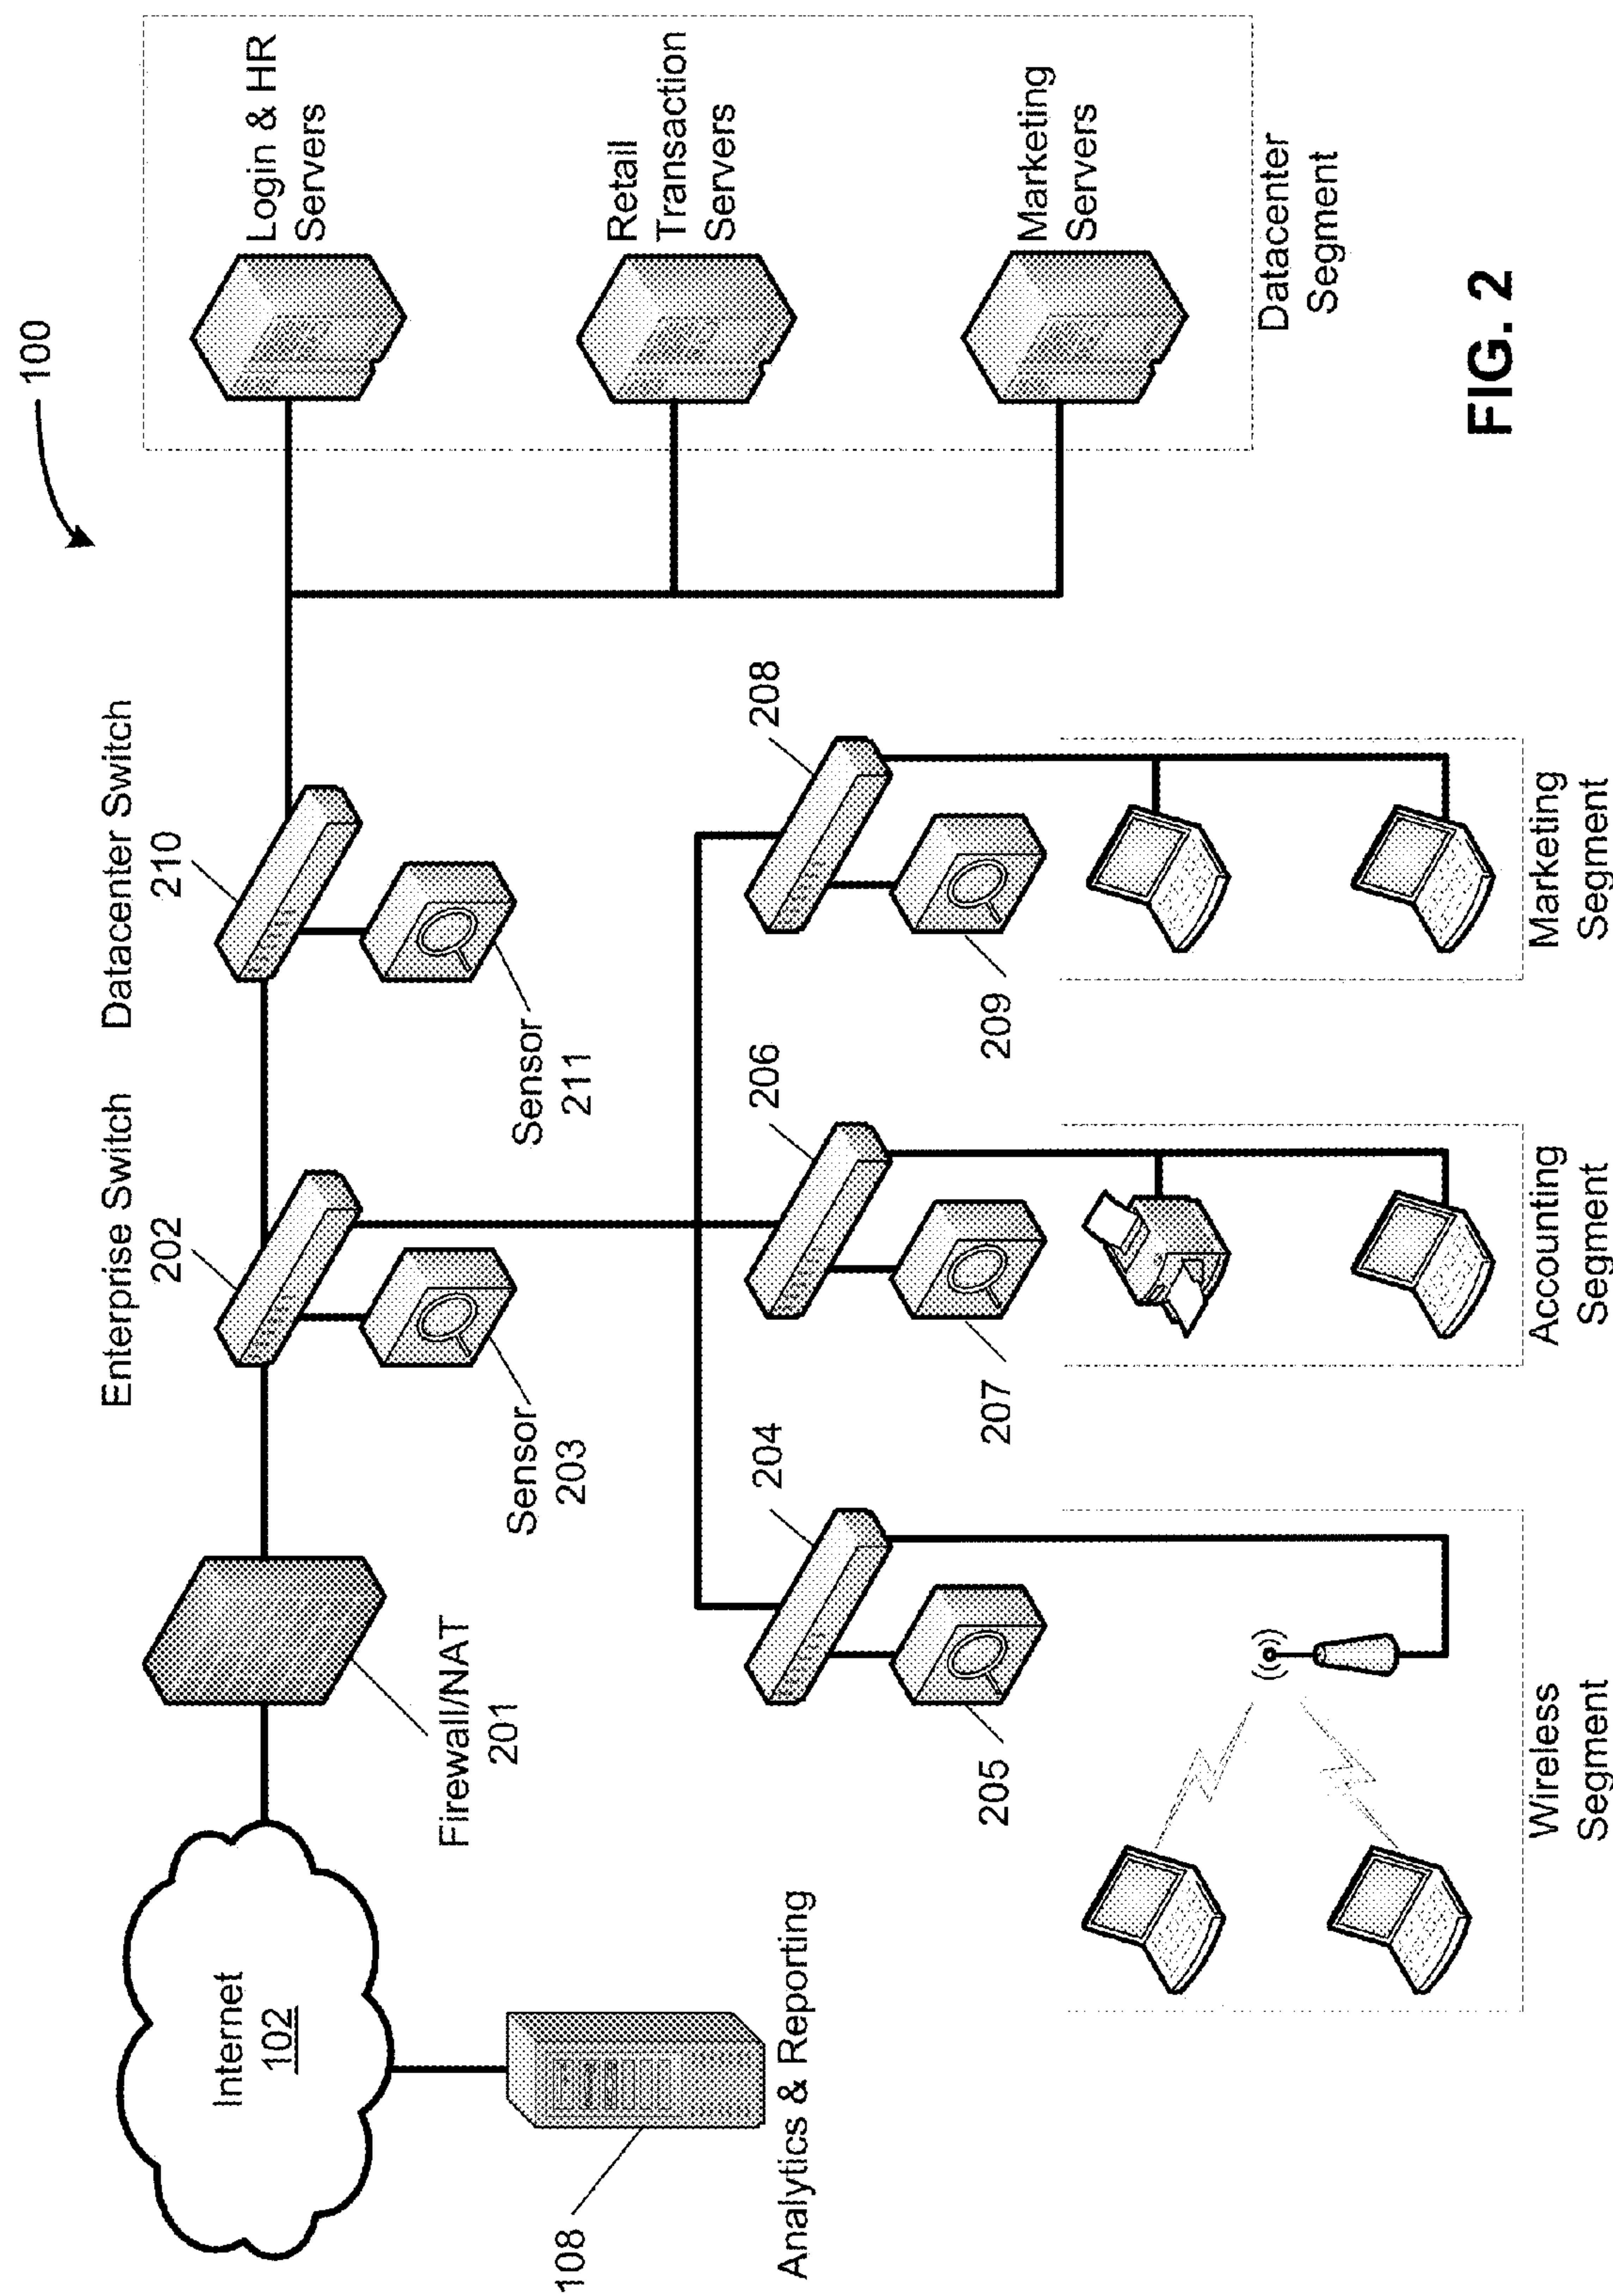 100
Enterprise Switch
202
Datacenter Switch
210
Login & HR
Servers
Internet
102
Firewall/NAT
201
Sensor
203
Sensor
211
Retail
Transaction
Servers
108
Analytics & Reporting
204
206
208
Marketing
Servers
205
207
209
Datacenter
Segment
Wireless
Segment
Accounting
Segment
Marketing
Segment
FIG. 2